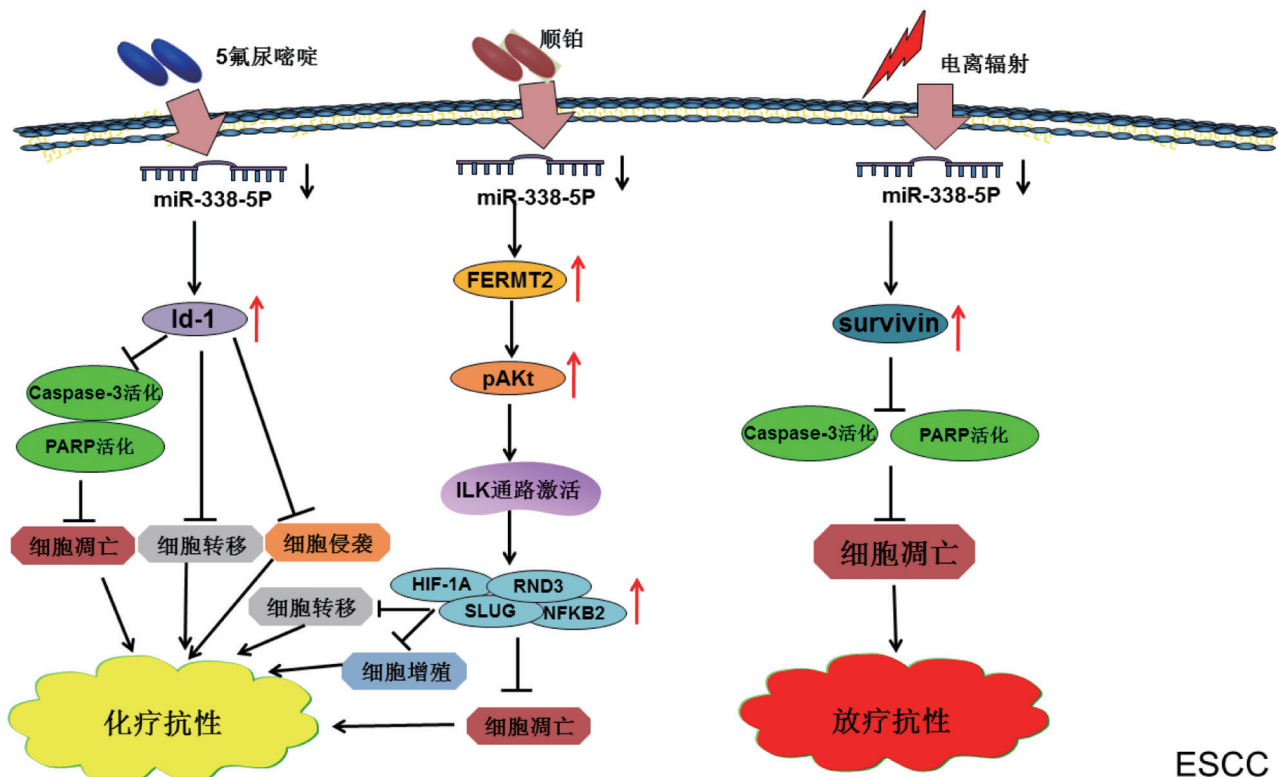 5氟尿嘧啶
顺铂
电离辐射
miR-338-5P
miR-338-5P
miR-338-5P
Id-1
FERMT2
survivin
pAKt
Caspase-3活化
PARP活化
Caspase-3活化
PARP活化
ILK通路激活
细胞凋亡
细胞转移
细胞侵袭
细胞凋亡
HIF-1A
RND3
SLUG
NFKB2
细胞转移
细胞增殖
细胞凋亡
化疗抗性
放疗抗性
ESCC